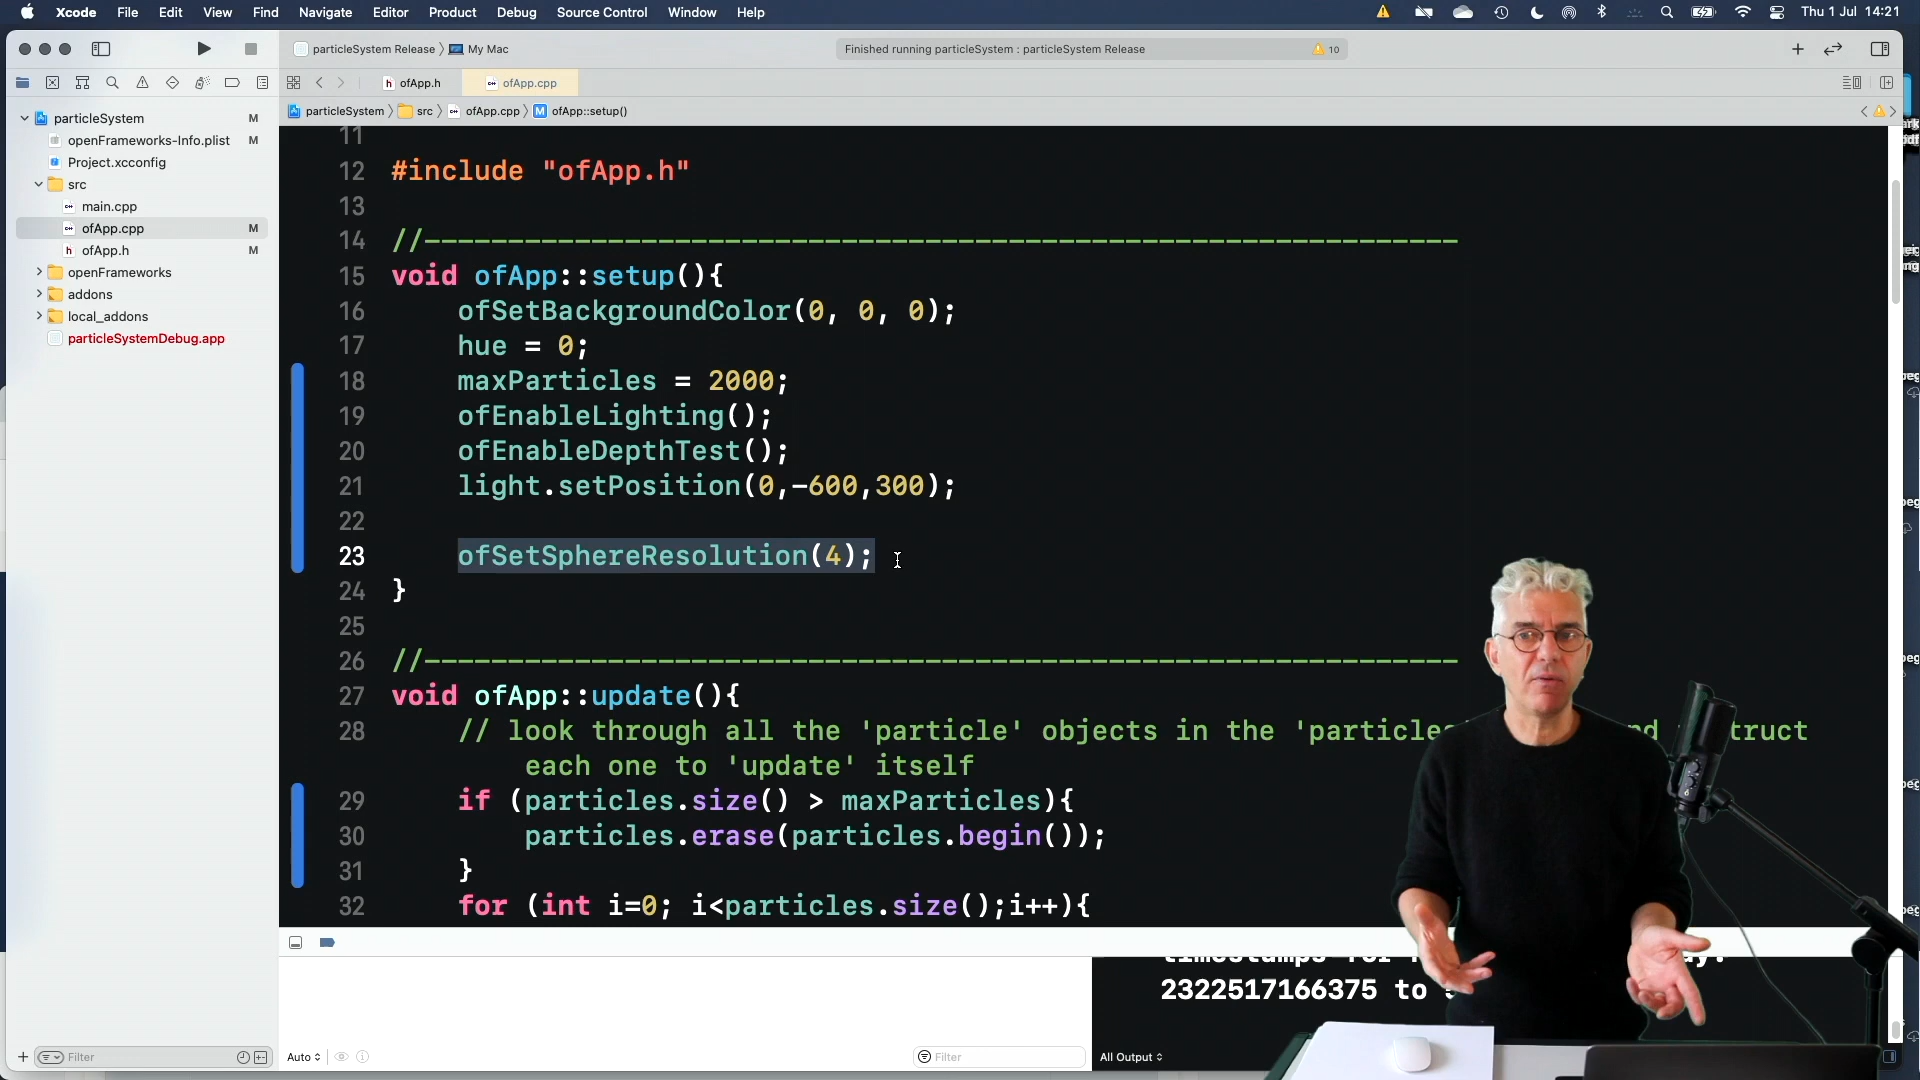 Xcode File Edit View Find Navigate Editor Product Debug Source Control Window Help Thu 1 Jul 14:21
particleSystem Release 〉 My Mac
Finished running particleSystem : particleSystem Release 10
ofApp.h
ofApp.cpp
particleSystem 〉 src 〉 ofApp.cpp 〉 M ofApp::setup()
particleSystem M
openFrameworks-Info.plist M
Project.xcconfig
src
main.cpp
ofApp.cpp M
h ofApp.h M
openFrameworks
addons
local_addons
particleSystemDebug.app
11
12 #include "ofApp.h"
13
14 //--------------------------------------------------------------
15 void ofApp::setup(){
16 ofSetBackgroundColor(0, 0, 0);
17 hue = 0;
18 maxParticles = 2000;
19 ofEnableLighting();
20 ofEnableDepthTest();
21 light.setPosition(0,-600,300);
22
23 ofSetSphereResolution(4);
24 }
25
26 //--------------------------------------------------------------
27 void ofApp::update(){
28 // look through all the 'particle' objects in the 'particles
each one to 'update' itself
29 if (particles.size() > maxParticles){
30 particles.erase(particles.begin());
31 }
32 for (int i=0; i<particles.size();i++){
2322517166375 to
Filter
Auto
Filter
All Output